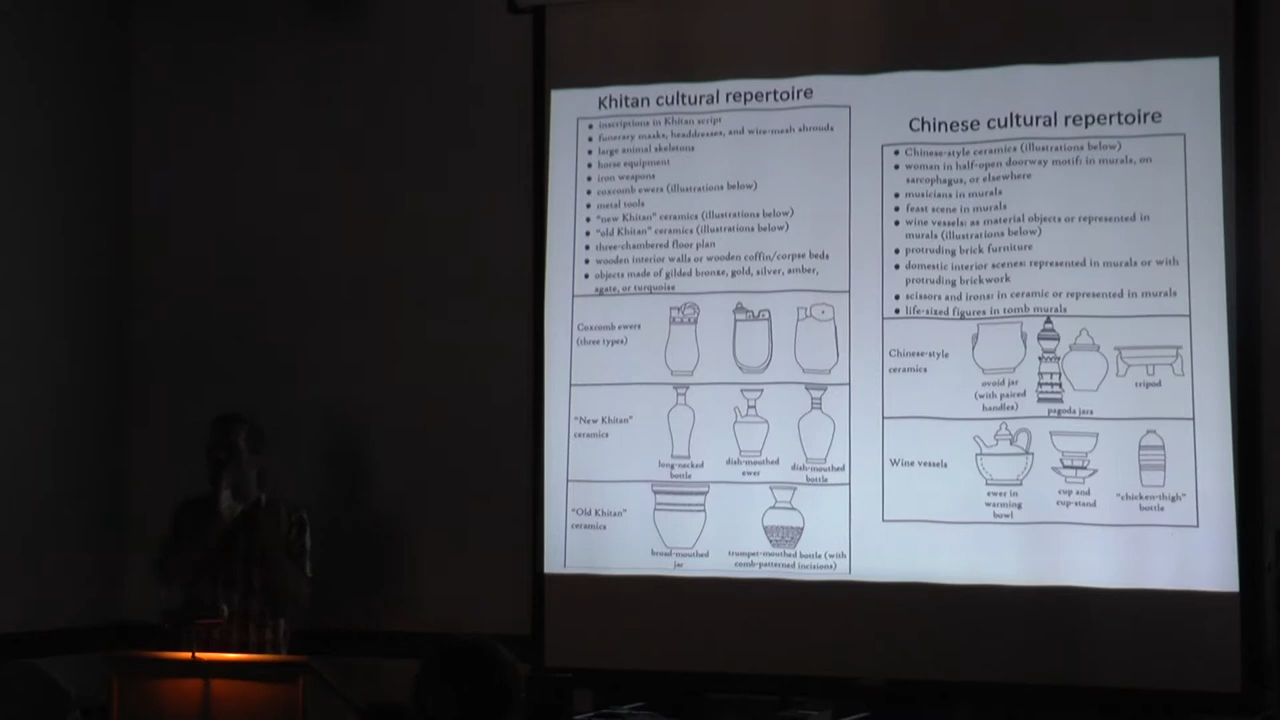 Khitan cultural repertoire
• inscriptions in Khitan script
• funerary masks, headdresses, and wire-mesh shrouds
• large animal skeletons
• horse equipment
• iron weapons
• coxcomb ewers (illustrations below)
• metal tools
• "new Khitan" ceramics (illustrations below)
• "old Khitan" ceramics (illustrations below)
• three-chambered floor plan
• wooden interior walls or wooden coffin/corpse beds
• objects made of gilded bronze, gold, silver, amber,
agate, or turquoise
Coxcomb ewers
(three types)
"New Khitan"
ceramics
long-necked
bottle
dish-mouthed
ewer
dish-mouthed
bottle
"Old Khitan"
ceramics
broad-mouthed
jar
trumpet-mouthed bottle (with
comb-patterned incisions)
Chinese cultural repertoire
• Chinese-style ceramics (illustrations below)
• woman in half-open doorway motif: in murals, on
sarcophagus, or elsewhere
• musicians in murals
• feast scene in murals
• wine vessels: as material objects or represented in
murals (illustrations below)
• protruding brick furniture
• domestic interior scenes: represented in murals or with
protruding brickwork
• scissors and irons: in ceramic or represented in murals
• life-sized figures in tomb murals
Chinese-style
ceramics
ovoid jar
(with paired
handles)
pagoda jars
tripod
Wine vessels
ewer in
warming
bowl
cup and
cup-stand
"chicken-thigh"
bottle